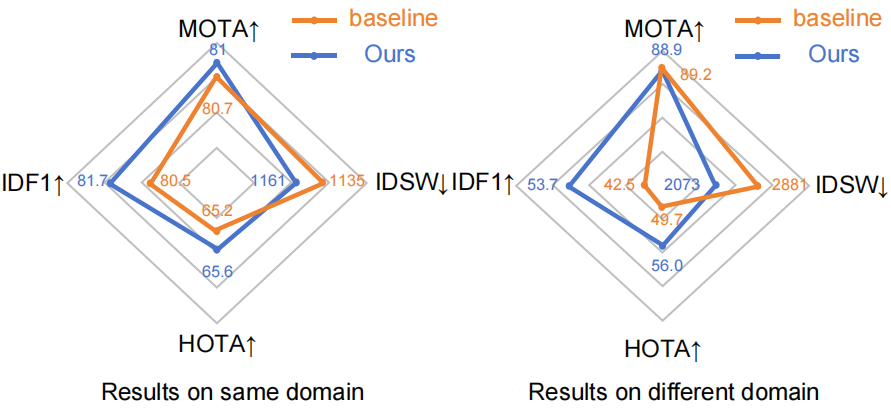 MOTA↑
baseline
Ours
81
80.7
IDF1↑
81.7
80.5
1161
1135
IDSW↓
65.2
65.6
HOTA↑
Results on same domain
MOTA↑
baseline
Ours
88.9
89.2
IDF1↑
53.7
42.5
2073
2881
IDSW↓
49.7
56.0
HOTA↑
Results on different domain